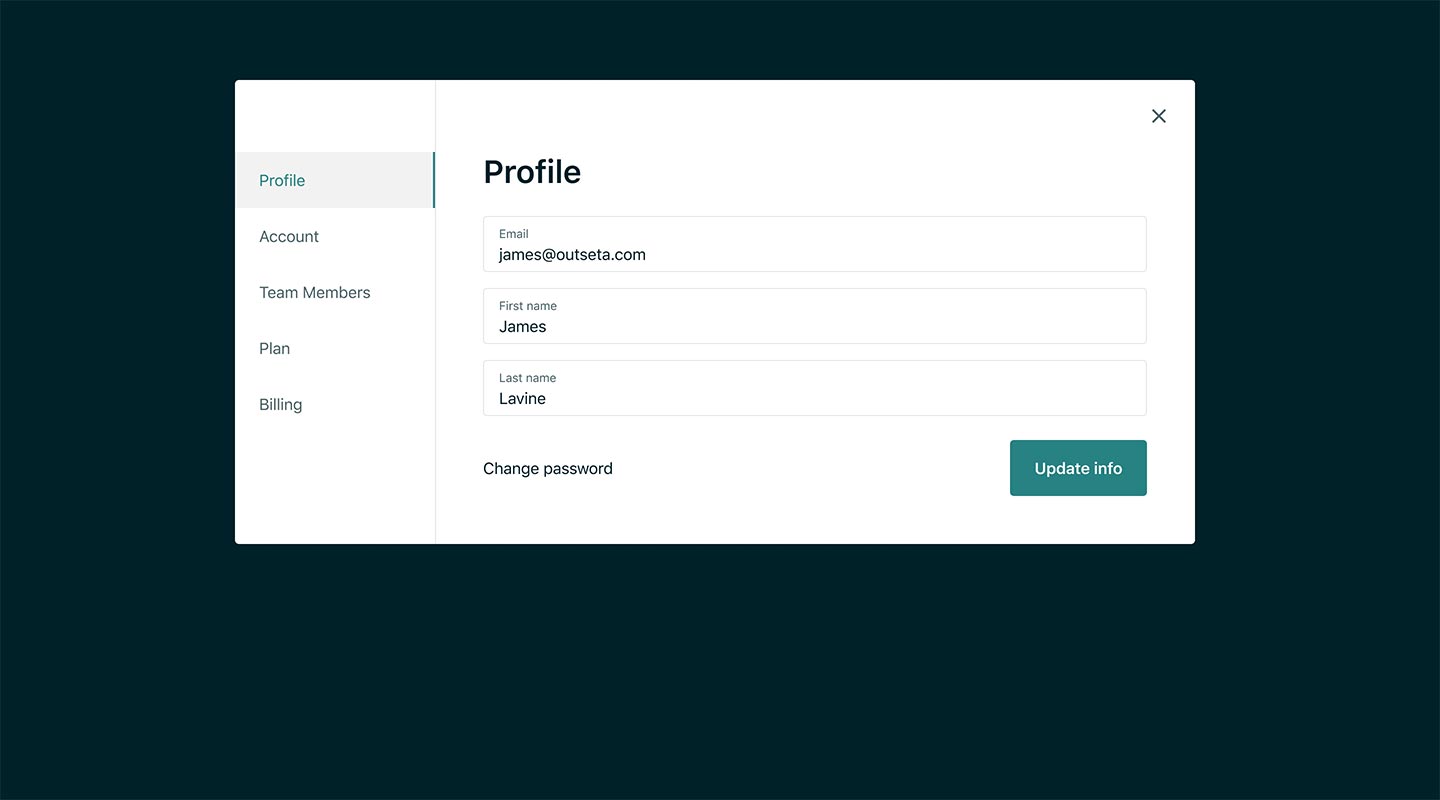 Profile
Account
Team Members
Plan
Billing
Profile
Email
james@outseta.com
First name
James
Last name
Lavine
Change password
Update info